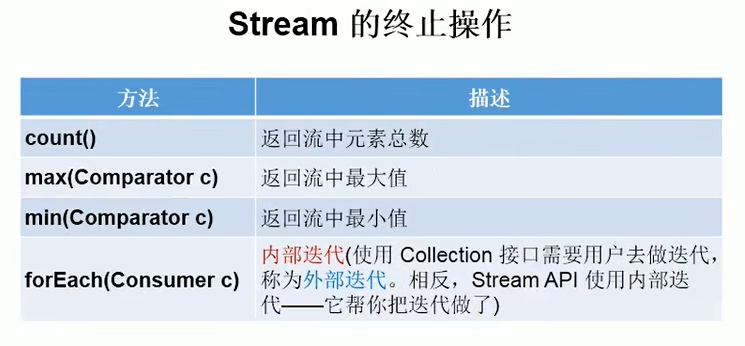 Stream 的终止操作
方法 描述
count() 返回流中元素总数
max(Comparator c) 返回流中最大值
min(Comparator c) 返回流中最小值
forEach(Consumer c) 内部迭代(使用 Collection 接口需要用户去做迭代，
称为外部迭代。相反，Stream API 使用内部迭
代——它帮你把迭代做了)